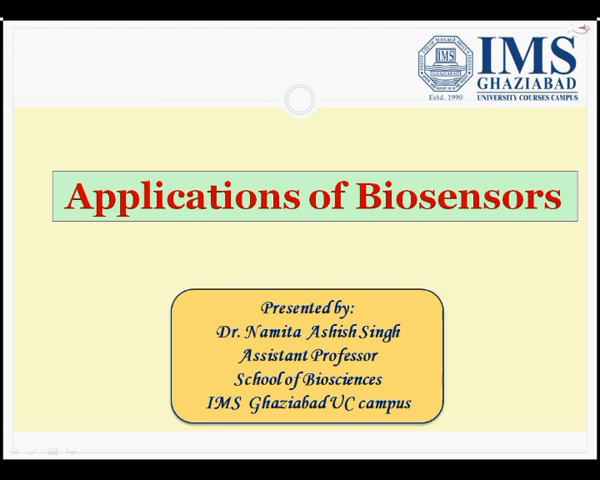 IMS
GHAZIABAD
Estd. 1990
UNIVERSITY COURSES CAMPUS
Applications of Biosensors
Presented by:
Dr. Namita Ashish Singh
Assistant Professor
School of Biosciences
IMS Ghaziabad UC campus